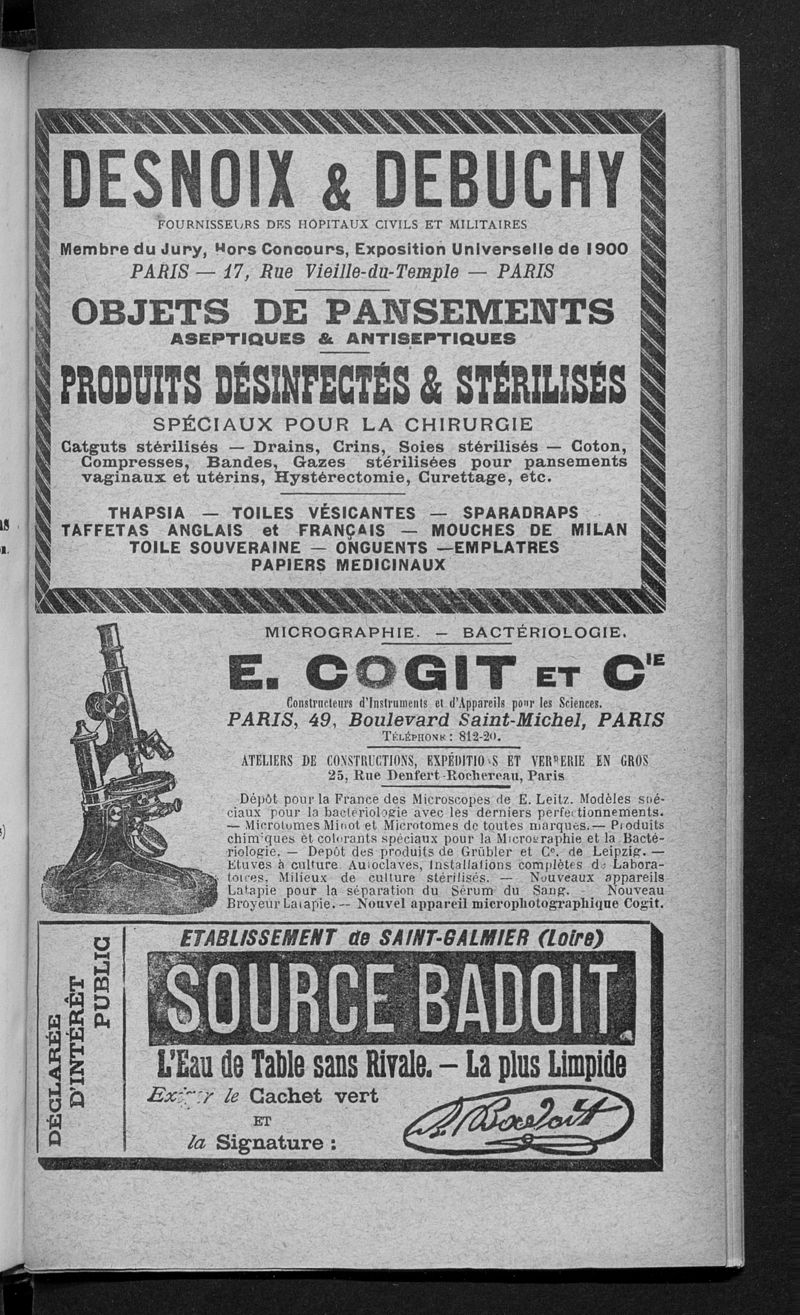 DESNOIX & DEBUCHY
FOURNISSEURS DES HOPITAUX CIVILS ET MILITAIRES
Membre du Jury, Hors Concours, Exposition Universelle de 1900
PARIS — 17, Rue Vieille-du-Temple — PARIS
OBJETS DE PANSEMENTS
ASEPTIQUES & ANTISEPTIQUES
PRODUITS DÉSINFECTÉS & STÉRILISÉS
SPÉCIAUX POUR LA CHIRURGIE
Catguts stérilisés — Drains, Crins, Soies stérilisés — Coton,
Compresses, Bandes, Gazes stérilisées pour pansements
vaginaux et utérins, Hystérectomie, Curettage, etc.
THAPSIA — TOILES VÉSICANTES — SPARADRAPS
TAFFETAS ANGLAIS et FRANÇAIS — MOUCHES DE MILAN
TOILE SOUVERAINE — ONGUENTS —EMPLATRES
PAPIERS MEDICINAUX
MICROGRAPHIE. — BACTÉRIOLOGIE.
E. COGIT ET CIE
Constructeurs d'Instruments et d'Appareils pour les Sciences.
PARIS, 49, Boulevard Saint-Michel, PARIS
TÉLÉPHONE : 812-20.
ATELIERS DE CONSTRUCTIONS, EXPÉDITIONS ET VERRERIE EN GROS
25, Rue Denfert-Rochereau, Paris
Dépôt pour la France des Microscopes de E. Leitz. Modèles spé-
ciaux pour la bactériologie avec les derniers perfectionnements.
— Microtomes Minot et Microtomes de toutes marques. — Produits
chimiques et colorants spéciaux pour la Micrographie et la Bacté-
riologie. — Depôt des produits de Grübler et Ce. de Leipzig. —
Etuves à culture. Autoclaves, Installations complètes de Labora-
toires, Milieux de culture stérilisés. — Nouveaux appareils
Latapie pour la séparation du Sérum du Sang. — Nouveau
Broyeur Latapie. — Nouvel appareil microphotographique Cogit.
DÉCLARÉE
D'INTÉRÊT
PUBLIC
ETABLISSEMENT de SAINT-GALMIER (Loire)
SOURCE BADOIT
L'Eau de Table sans Rivale. — La plus Limpide
Exiger le Cachet vert
ET
la Signature :
Badoit